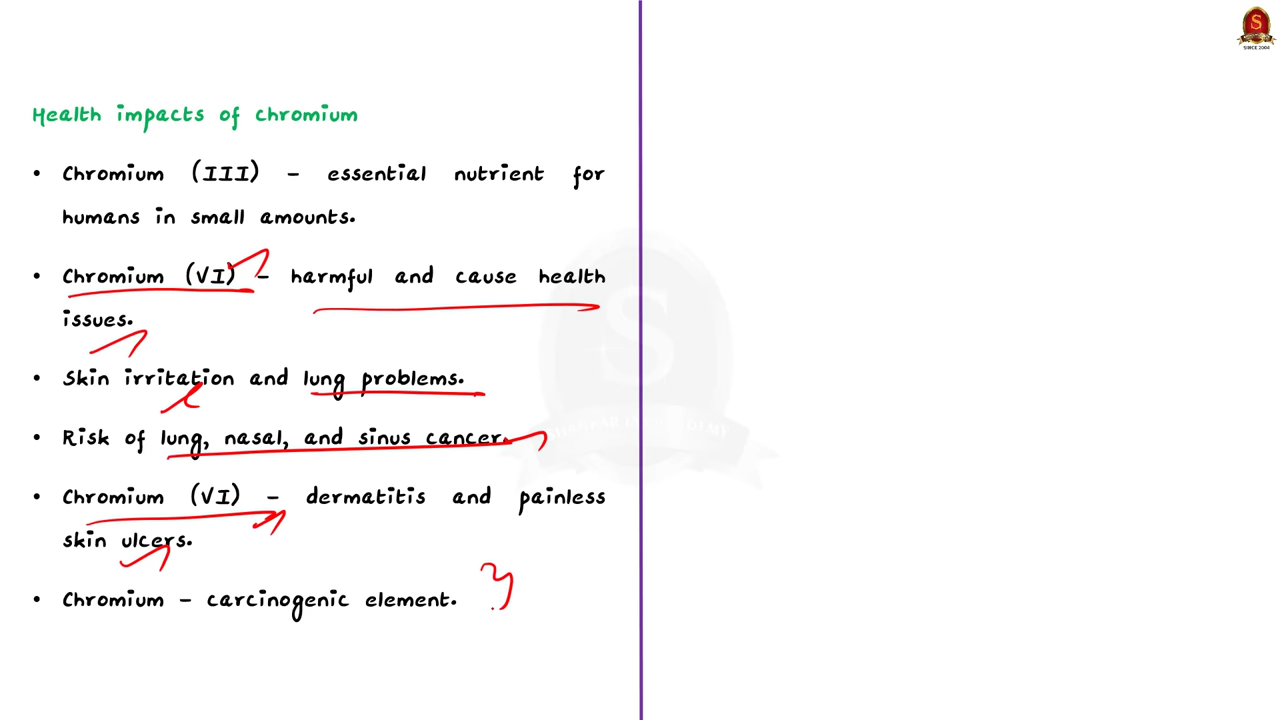 SINCE 2004
Health impacts of chromium
• Chromium (III) – essential nutrient for
humans in small amounts.
• Chromium (VI) – harmful and cause health
issues.
• Skin irritation and lung problems.
• Risk of lung, nasal, and sinus cancer.
• Chromium (VI) – dermatitis and painless
skin ulcers.
• Chromium – carcinogenic element.